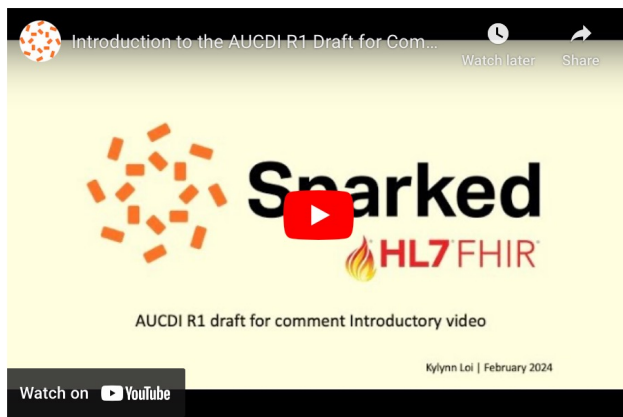 Introduction to the AUCDI R1 Draft for Com...
Watch later
Share
Sparked
HL7 FHIR
AUCDI R1 draft for comment Introductory video
Kylynn Loi | February 2024
Watch on YouTube